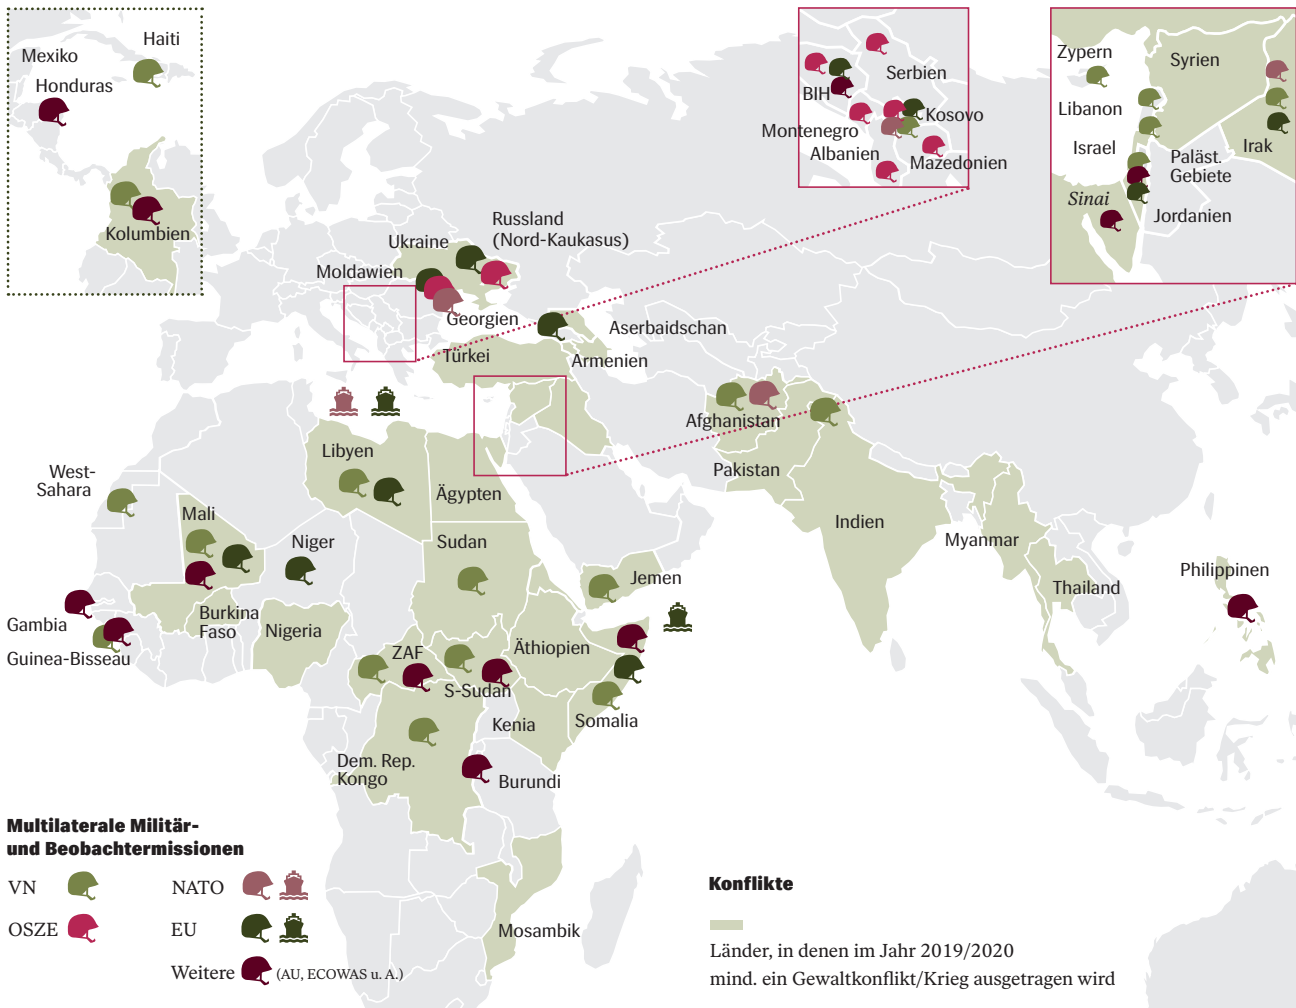 Haiti
Mexiko
Honduras
Kolumbien
Serbien
BIH
Kosovo
Montenegro
Albanien
Mazedonien
Zypern
Syrien
Libanon
Israel
Paläst.
Gebiete
Irak
Sinai
Jordanien
Russland
(Nord-Kaukasus)
Ukraine
Moldawien
Georgien
Aserbaidschan
Türkei
Armenien
Afghanistan
Pakistan
Indien
Myanmar
Thailand
Philippinen
Libyen
Ägypten
West-
Sahara
Mali
Niger
Sudan
Jemen
Gambia
Burkina
Faso
Nigeria
Guinea-Bissau
ZAF
Äthiopien
S-Sudan
Kenia
Somalia
Dem. Rep.
Kongo
Burundi
Mosambik
Multilaterale Militär-
und Beobachtermissionen
VN
NATO
OSZE
EU
Weitere (AU, ECOWAS u. A.)
Konflikte
Länder, in denen im Jahr 2019/2020
mind. ein Gewaltkonflikt/Krieg ausgetragen wird